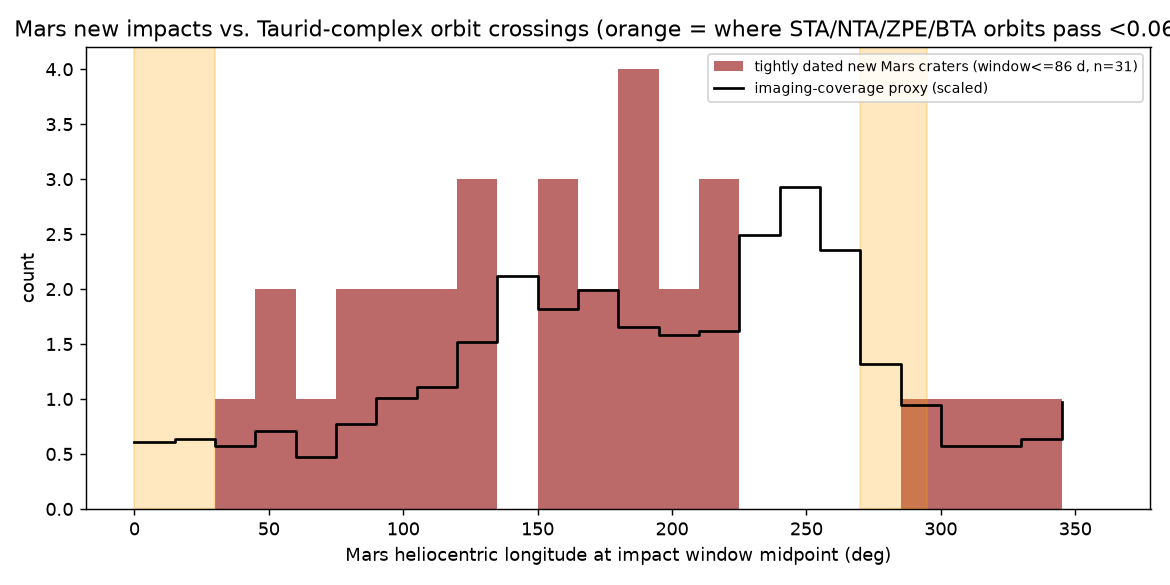 Mars new impacts vs. Taurid-complex orbit crossings (orange = where STA/NTA/ZPE/BTA orbits pass <0.06
tightly dated new Mars craters (window<=86 d, n=31)
imaging-coverage proxy (scaled)
4.0
3.5
3.0
2.5
2.0
1.5
1.0
0.5
0.0
count
0 50 100 150 200 250 300 350
Mars heliocentric longitude at impact window midpoint (deg)